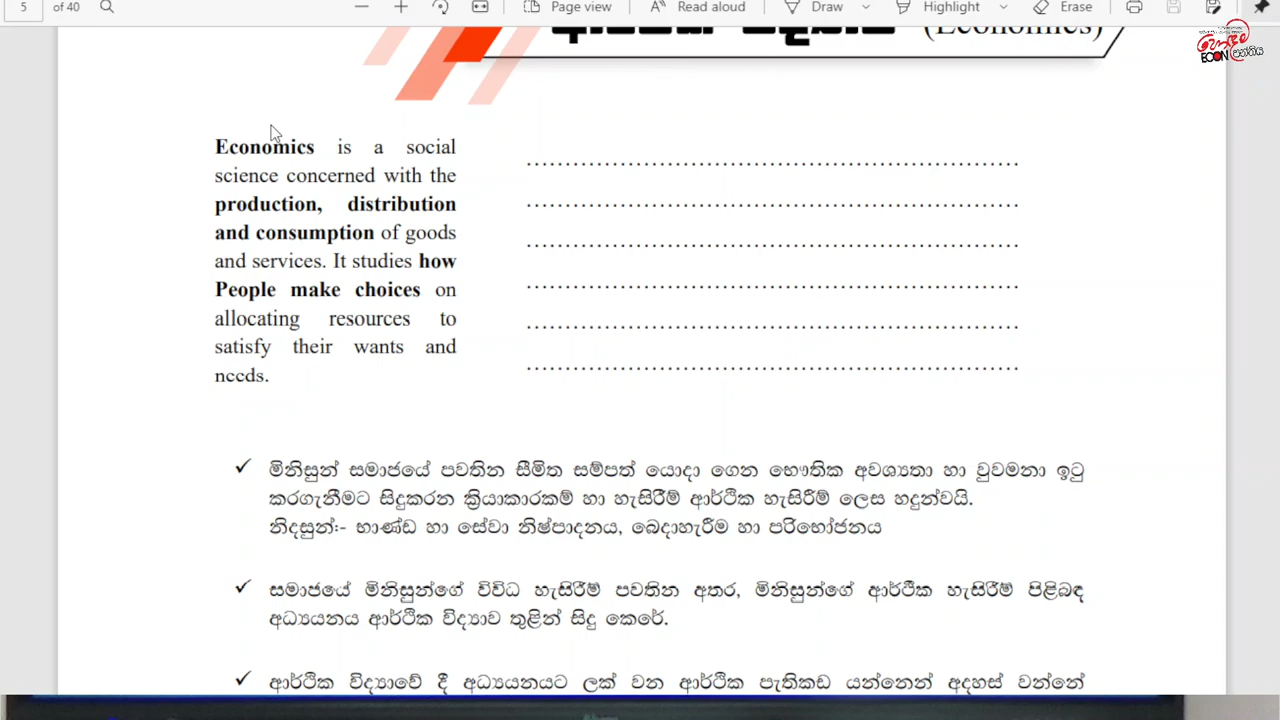 5 of 40 Page view Read aloud Draw Highlight Erase
(Economics)
ECON
Economics is a social
science concerned with the
production, distribution
and consumption of goods
and services. It studies how
People make choices on
allocating resources to
satisfy their wants and
needs.
✓ මිනිසුන් සමාජයේ පවතින සීමිත සම්පත් යොදා ගෙන භෞතික අවශ්‍යතා හා වුවමනා ඉටු
කරගැනීමට සිදුකරන ක්‍රියාකාරකම් හා හැසිරීම් ආර්ථික හැසිරීම් ලෙස හදුන්වයි.
නිදසුන්:- භාණ්ඩ හා සේවා නිෂ්පාදනය, බෙදාහැරීම හා පරිභෝජනය
✓ සමාජයේ මිනිසුන්ගේ විවිධ හැසිරීම් පවතින අතර, මිනිසුන්ගේ ආර්ථික හැසිරීම් පිළිබඳ
අධ්‍යයනය ආර්ථික විද්‍යාව තුළින් සිදු කෙරේ.
✓ ආර්ථික විද්‍යාවේ දී අධ්‍යයනයට ලක් වන ආර්ථික පැතිකඩ යන්නෙන් අදහස් වන්නේ